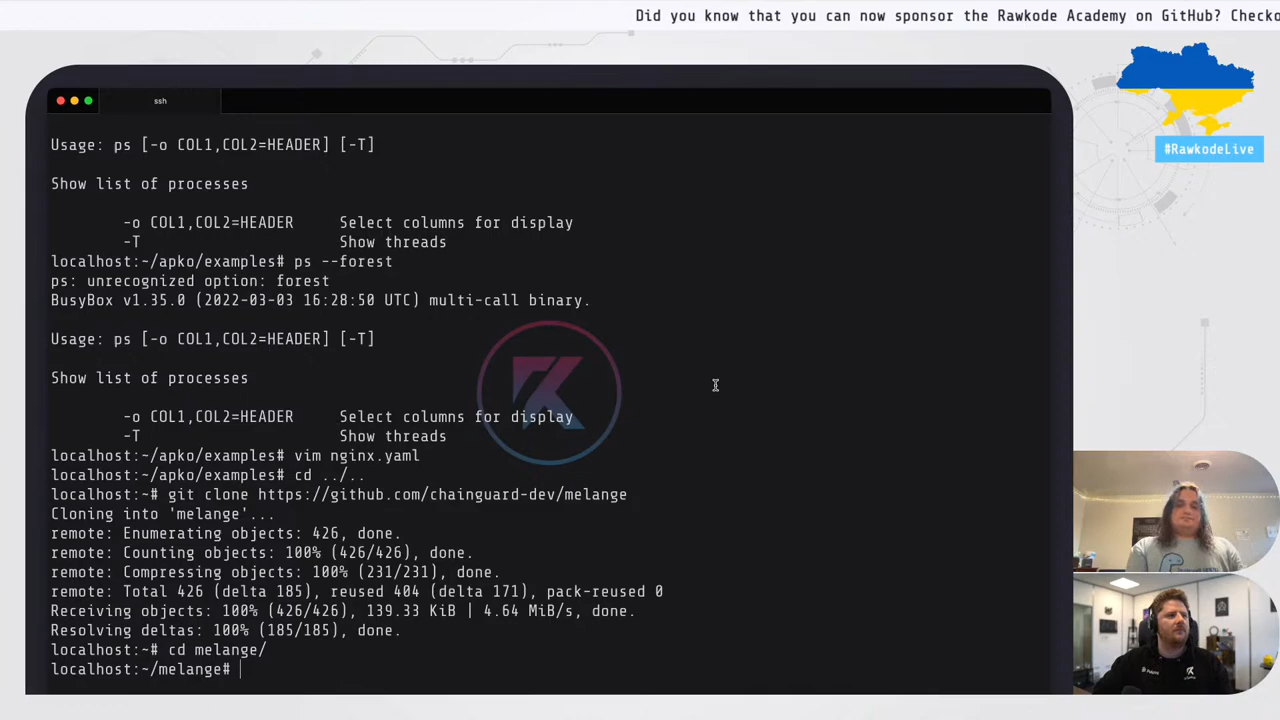 Did you know that you can now sponsor the Rawkode Academy on GitHub? Checko
ssh
#RawkodeLive
Usage: ps [-o COL1,COL2=HEADER] [-T]
Show list of processes
-o COL1,COL2=HEADER     Select columns for display
-T                      Show threads
localhost:~/apko/examples# ps --forest
ps: unrecognized option: forest
BusyBox v1.35.0 (2022-03-03 16:28:50 UTC) multi-call binary.
Usage: ps [-o COL1,COL2=HEADER] [-T]
Show list of processes
-o COL1,COL2=HEADER     Select columns for display
-T                      Show threads
localhost:~/apko/examples# vim nginx.yaml
localhost:~/apko/examples# cd ../..
localhost:~# git clone https://github.com/chainguard-dev/melange
Cloning into 'melange'...
remote: Enumerating objects: 426, done.
remote: Counting objects: 100% (426/426), done.
remote: Compressing objects: 100% (231/231), done.
remote: Total 426 (delta 185), reused 404 (delta 171), pack-reused 0
Receiving objects: 100% (426/426), 139.33 KiB | 4.64 MiB/s, done.
Resolving deltas: 100% (185/185), done.
localhost:~# cd melange/
localhost:~/melange#